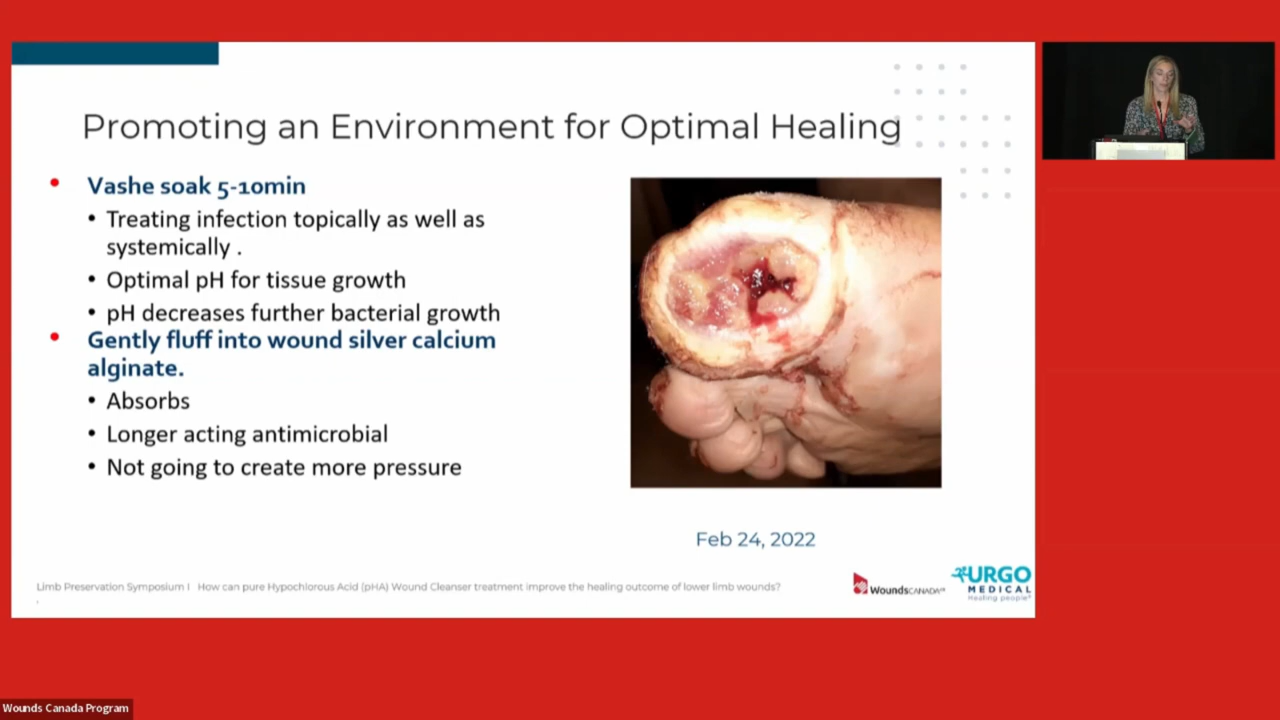 Promoting an Environment for Optimal Healing
• Vashe soak 5-10min
• Treating infection topically as well as
systemically .
• Optimal pH for tissue growth
• pH decreases further bacterial growth
• Gently fluff into wound silver calcium
alginate.
• Absorbs
• Longer acting antimicrobial
• Not going to create more pressure
Feb 24, 2022
Limb Preservation Symposium I How can pure Hypochlorous Acid (pHA) Wound Cleanser treatment improve the healing outcome of lower limb wounds?
.
WoundsCANADA
URGO
MEDICAL
Healing people®
Wounds Canada Program